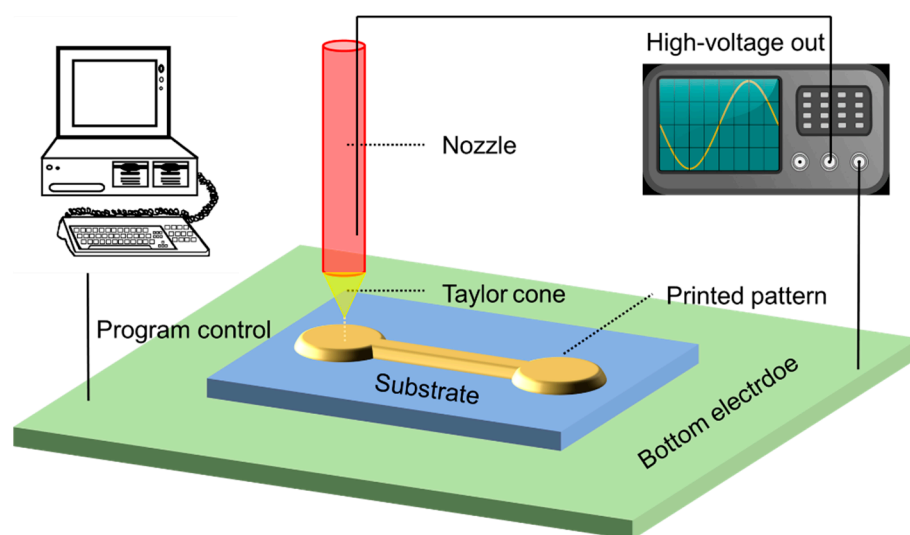 High-voltage out
Nozzle
Taylor cone
Printed pattern
Program control
Substrate
Bottom electrdoe